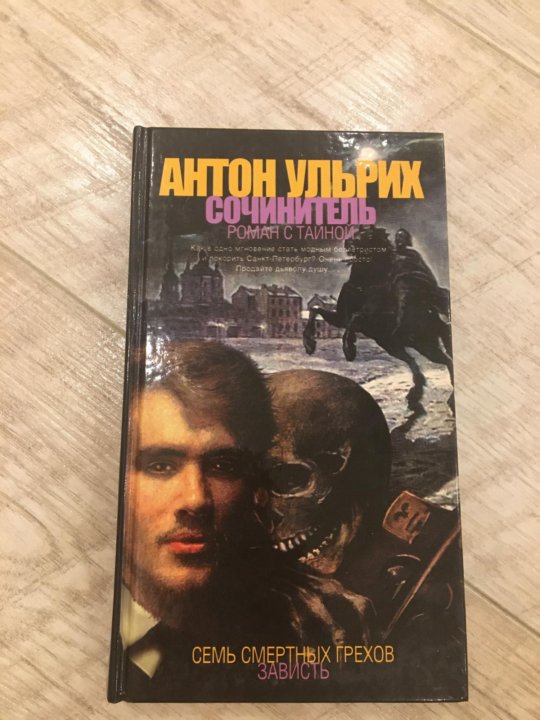 АНТОН УЛЬРИХ
СОЧИНИТЕЛЬ
РОМАН С ТАЙНОЙ
Как в одно мгновение стать модным беллетристом
и покорить Санкт-Петербург? Очень просто!
Продайте дьяволу душу...
СЕМЬ СМЕРТНЫХ ГРЕХОВ
ЗАВИСТЬ